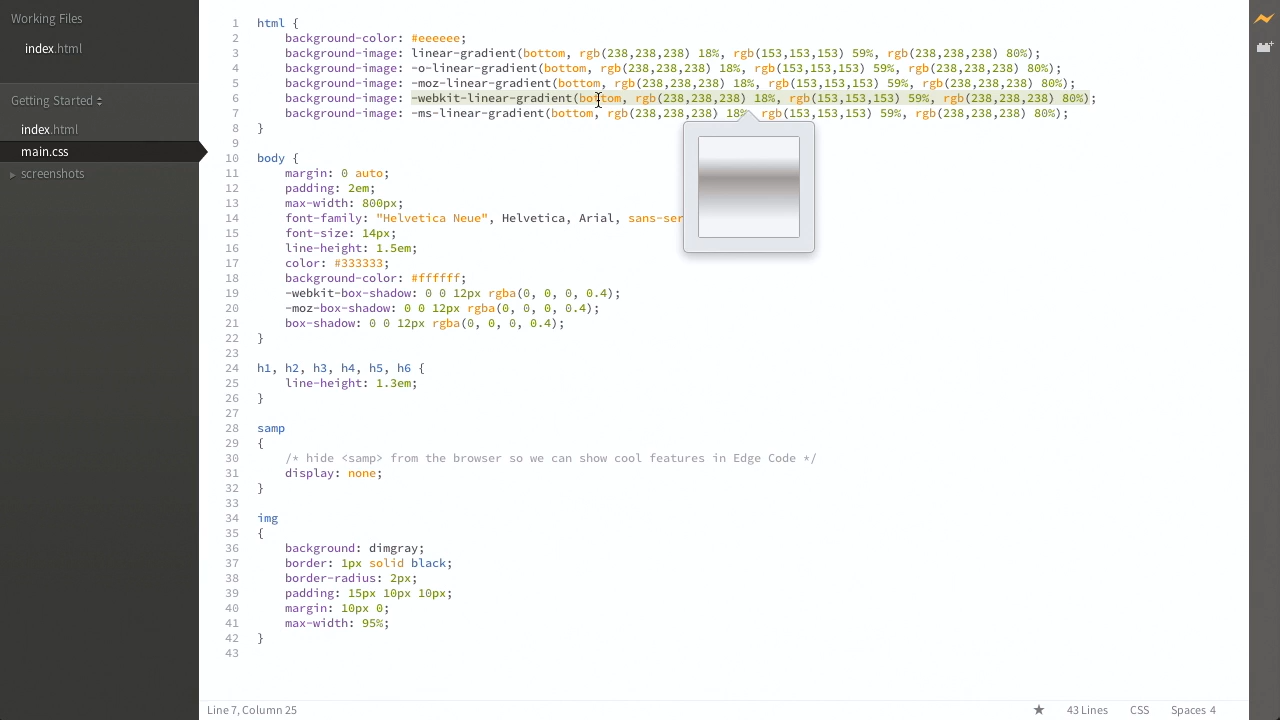 Working Files
index.html
Getting Started
index.html
main.css
screenshots
1 html {
2 background-color: #eeeeee;
3 background-image: linear-gradient(bottom, rgb(238,238,238) 18%, rgb(153,153,153) 59%, rgb(238,238,238) 80%);
4 background-image: -o-linear-gradient(bottom, rgb(238,238,238) 18%, rgb(153,153,153) 59%, rgb(238,238,238) 80%);
5 background-image: -moz-linear-gradient(bottom, rgb(238,238,238) 18%, rgb(153,153,153) 59%, rgb(238,238,238) 80%);
6 background-image: -webkit-linear-gradient(bottom, rgb(238,238,238) 18%, rgb(153,153,153) 59%, rgb(238,238,238) 80%);
7 background-image: -ms-linear-gradient(bottom, rgb(238,238,238) 18% rgb(153,153,153) 59%, rgb(238,238,238) 80%);
8 }
9
10 body {
11 margin: 0 auto;
12 padding: 2em;
13 max-width: 800px;
14 font-family: "Helvetica Neue", Helvetica, Arial, sans-ser
15 font-size: 14px;
16 line-height: 1.5em;
17 color: #333333;
18 background-color: #ffffff;
19 -webkit-box-shadow: 0 0 12px rgba(0, 0, 0, 0.4);
20 -moz-box-shadow: 0 0 12px rgba(0, 0, 0, 0.4);
21 box-shadow: 0 0 12px rgba(0, 0, 0, 0.4);
22 }
23
24 h1, h2, h3, h4, h5, h6 {
25 line-height: 1.3em;
26 }
27
28 samp
29 {
30 /* hide <samp> from the browser so we can show cool features in Edge Code */
31 display: none;
32 }
33
34 img
35 {
36 background: dimgray;
37 border: 1px solid black;
38 border-radius: 2px;
39 padding: 15px 10px 10px;
40 margin: 10px 0;
41 max-width: 95%;
42 }
43
Line 7, Column 25
43 Lines CSS Spaces 4